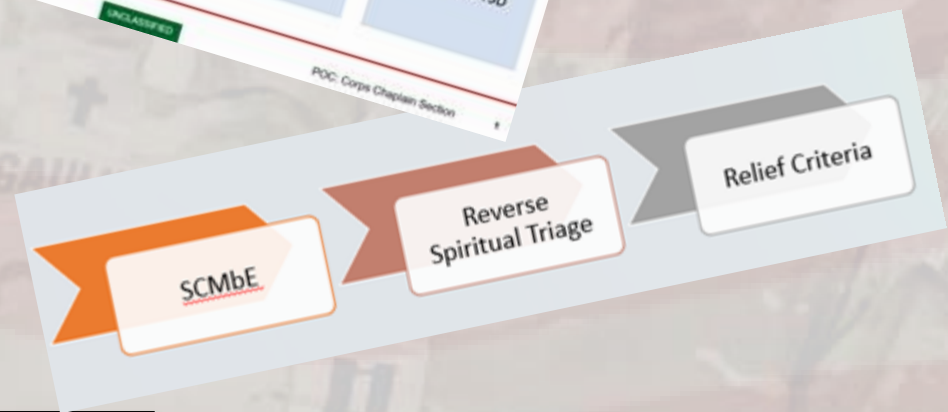 UNCLASSIFIED
POC: Corps Chaplain Section
SCMbE
Reverse
Spiritual Triage
Relief Criteria